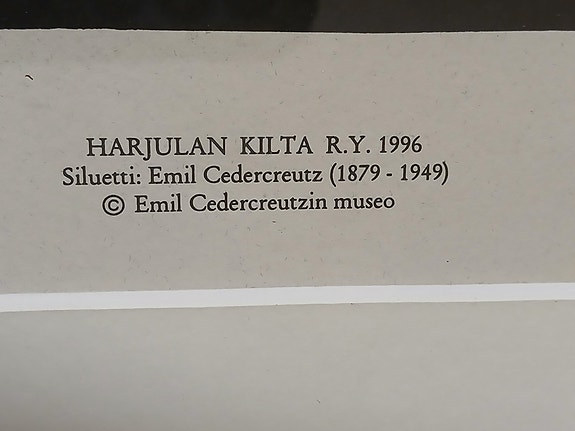 HARJULAN KILTA R.Y. 1996
Siluetti: Emil Cedercreutz (1879 - 1949)
© Emil Cedercreutzin museo